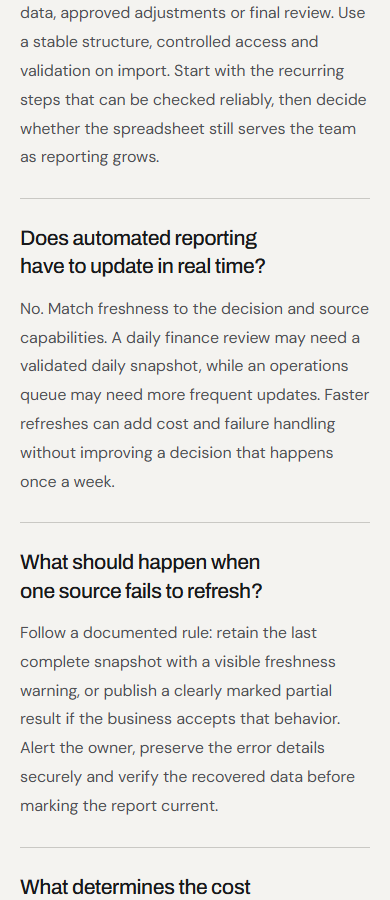 data, approved adjustments or final review. Use
a stable structure, controlled access and
validation on import. Start with the recurring
steps that can be checked reliably, then decide
whether the spreadsheet still serves the team
as reporting grows.
Does automated reporting
have to update in real time?
No. Match freshness to the decision and source
capabilities. A daily finance review may need a
validated daily snapshot, while an operations
queue may need more frequent updates. Faster
refreshes can add cost and failure handling
without improving a decision that happens
once a week.
What should happen when
one source fails to refresh?
Follow a documented rule: retain the last
complete snapshot with a visible freshness
warning, or publish a clearly marked partial
result if the business accepts that behavior.
Alert the owner, preserve the error details
securely and verify the recovered data before
marking the report current.
What determines the cost